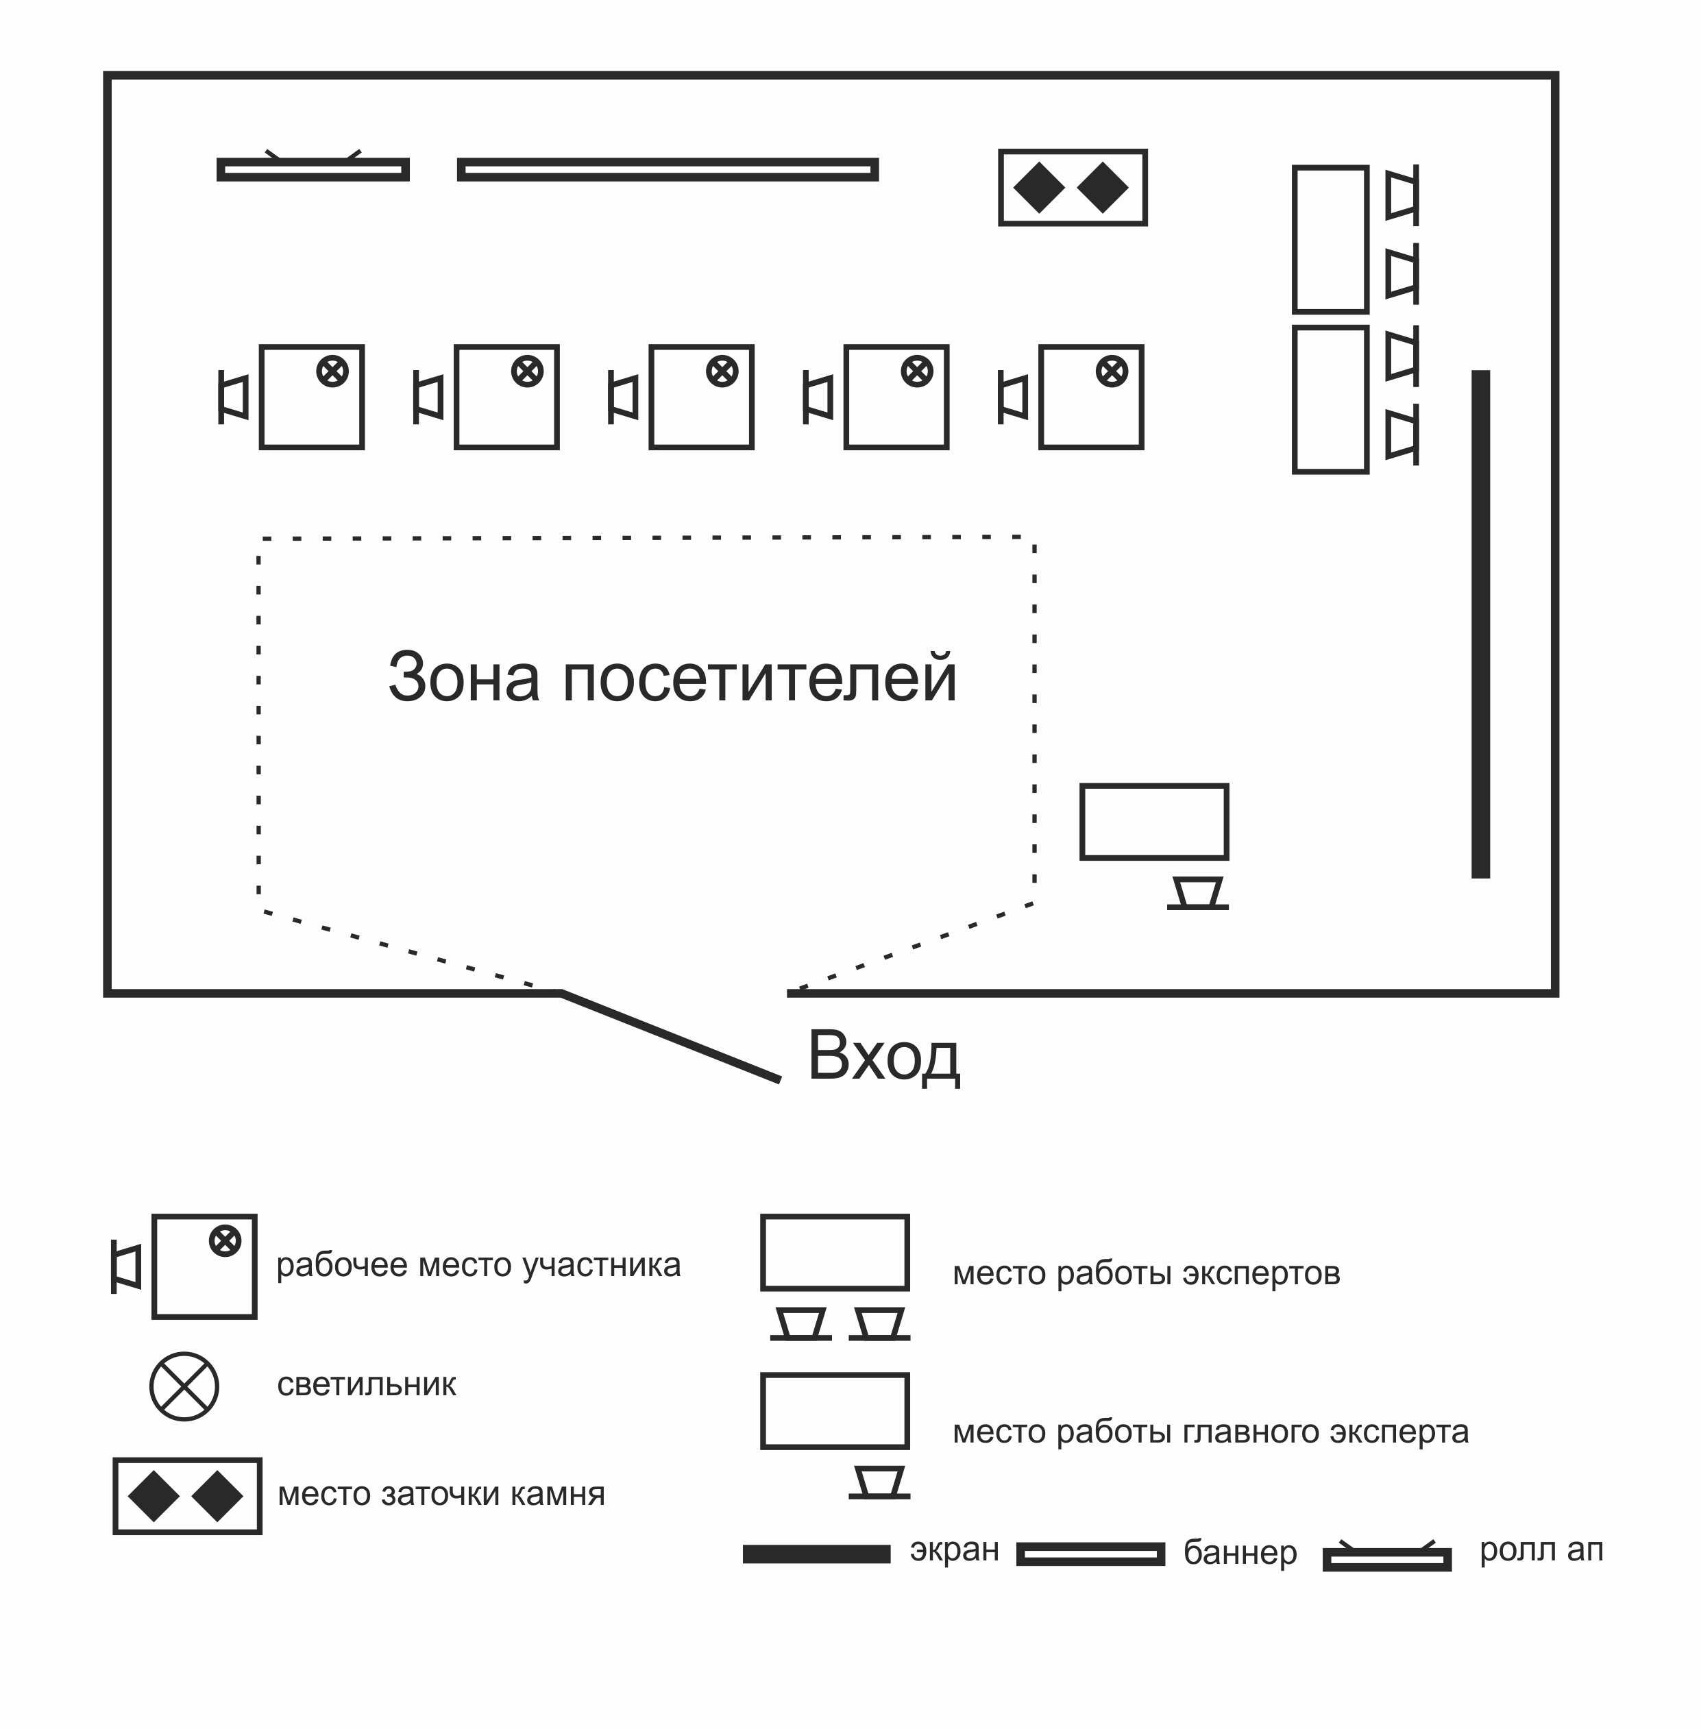 Зона посетителей
Вход
рабочее место участника
светильник
место заточки камня
место работы экспертов
место работы главного эксперта
экран
баннер
ролл ап